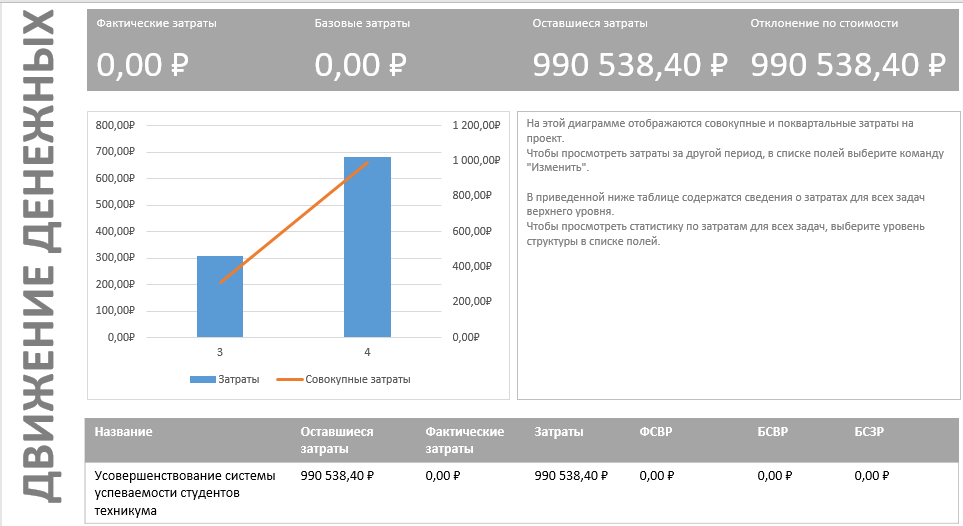 ДВИЖЕНИЕ ДЕНЕЖНЫХ
Фактические затраты
0,00 ₽
Базовые затраты
0,00 ₽
Оставшиеся затраты
990 538,40 ₽
Отклонение по стоимости
990 538,40 ₽
800,00₽
700,00₽
600,00₽
500,00₽
400,00₽
300,00₽
200,00₽
100,00₽
0,00₽
1 200,00₽
1 000,00₽
800,00₽
600,00₽
400,00₽
200,00₽
0,00₽
3 4
Затраты Совокупные затраты
На этой диаграмме отображаются совокупные и поквартальные затраты на
проект.
Чтобы просмотреть затраты за другой период, в списке полей выберите команду
"Изменить".
В приведенной ниже таблице содержатся сведения о затратах для всех задач
верхнего уровня.
Чтобы просмотреть статистику по затратам для всех задач, выберите уровень
структуры в списке полей.
Название Оставшиеся Фактические Затраты ФСВР БСВР БСЗР
затраты затраты
Усовершенствование системы 990 538,40 ₽ 0,00 ₽ 990 538,40 ₽ 0,00 ₽ 0,00 ₽ 0,00 ₽
успеваемости студентов
техникума